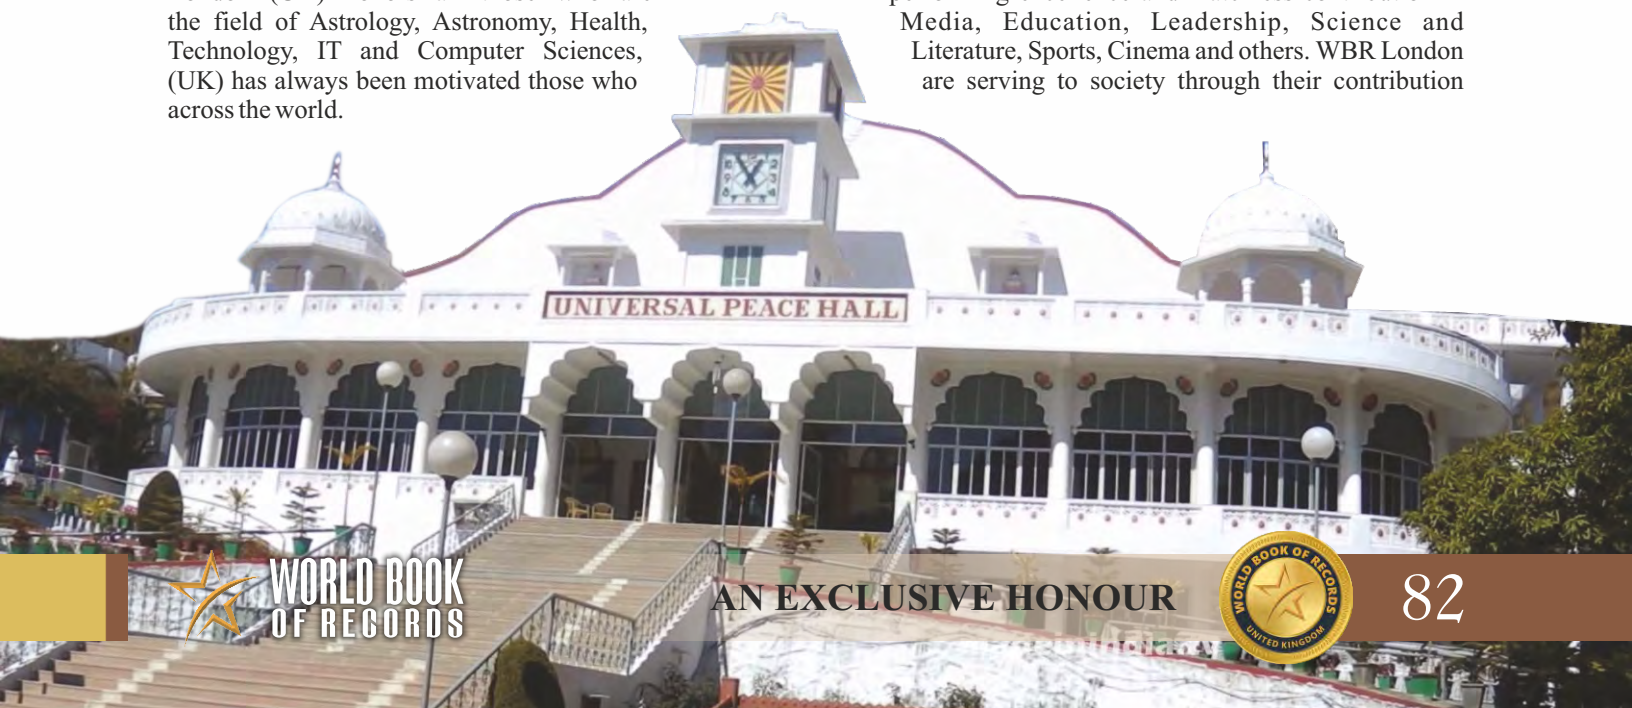 the field of Astrology, Astronomy, Health,
Technology, IT and Computer Sciences,
(UK) has always been motivated those who
across the world.
Media, Education, Leadership, Science and
Literature, Sports, Cinema and others. WBR London
are serving to society through their contribution
UNIVERSAL PEACE HALL
WORLD BOOK
OF RECORDS
AN EXCLUSIVE HONOUR
WORLD BOOK OF RECORDS
UNITED KINGDOM
82